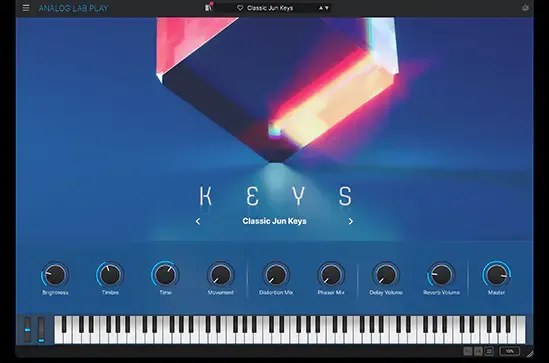 ANALOG LAB PLAY
Classic Jun Keys
KEYS
Classic Jun Keys
Brightness Timbre Time Movement Distortion Mix Phaser Mix Delay Volume Reverb Volume Master